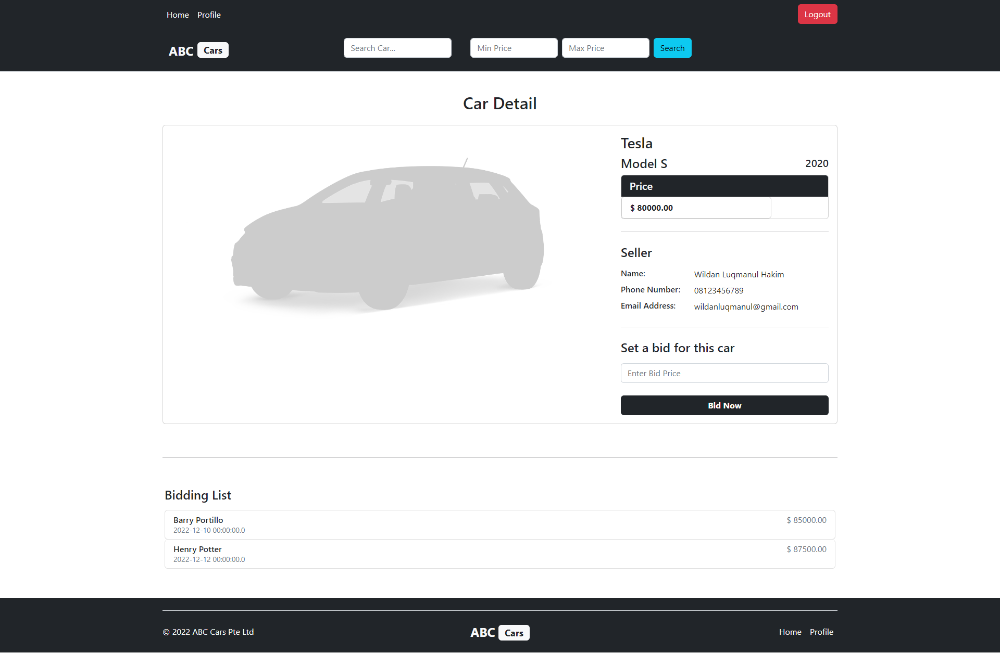 Home Profile Logout
ABC Cars Search Car... Min Price Max Price Search
Car Detail
Tesla
Model S 2020
Price
$ 80000.00
Seller
Name: Wildan Luqmanul Hakim
Phone Number: 08123456789
Email Address: wildanluqmanul@gmail.com
Set a bid for this car
Enter Bid Price
Bid Now
Bidding List
Barry Portillo $ 85000.00
2022-12-10 00:00:00.0
Henry Potter $ 87500.00
2022-12-12 00:00:00.0
© 2022 ABC Cars Pte Ltd ABC Cars Home Profile